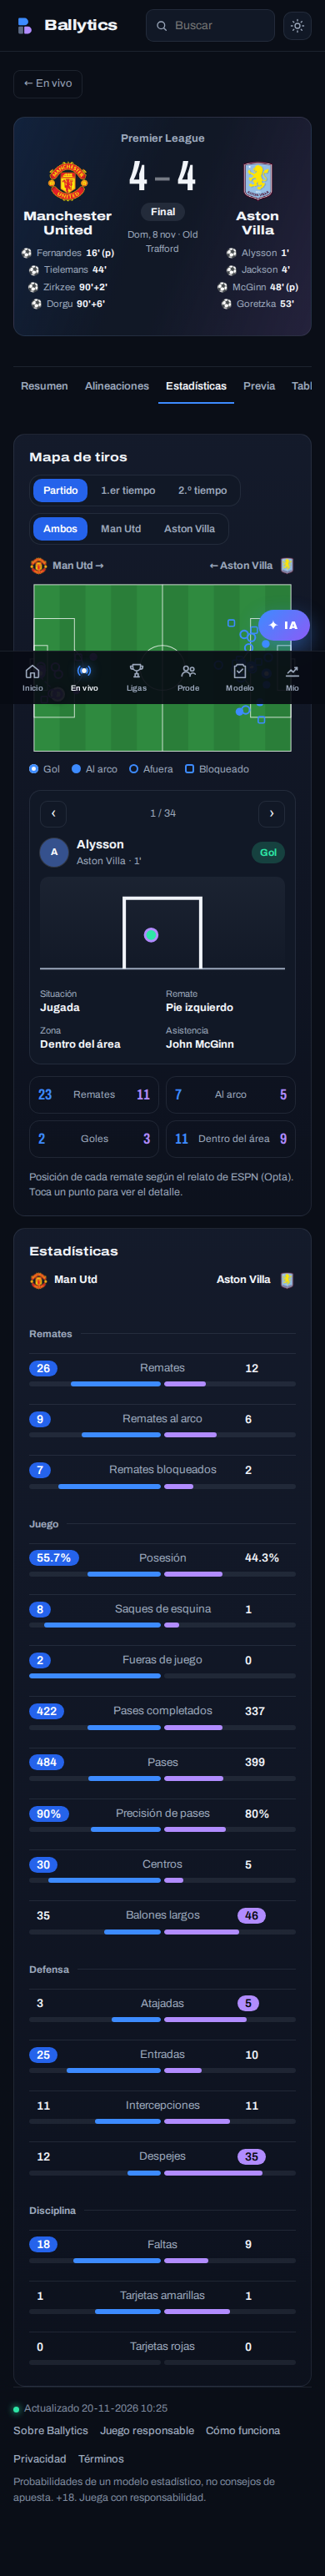 Ballytics
Buscar
← En vivo
Premier League
4 – 4
Manchester United
Aston Villa
Final
Dom, 8 nov · Old Trafford
Fernandes 16' (p)
Tielemans 44'
Zirkzee 90'+2'
Dorgu 90'+6'
Alysson 1'
Jackson 4'
McGinn 48' (p)
Goretzka 53'
Resumen Alineaciones Estadísticas Previa Tabl
Mapa de tiros
Partido 1.er tiempo 2.º tiempo
Ambos Man Utd Aston Villa
Man Utd → ← Aston Villa
✦ IA
Inicio En vivo Ligas Prode Modelo Mío
Gol Al arco Afuera Bloqueado
‹ 1 / 34 ›
A
Alysson
Aston Villa · 1'
Gol
Situación Remate
Jugada Pie izquierdo
Zona Asistencia
Dentro del área John McGinn
23 Remates 11
7 Al arco 5
2 Goles 3
11 Dentro del área 9
Posición de cada remate según el relato de ESPN (Opta).
Toca un punto para ver el detalle.
Estadísticas
Man Utd Aston Villa
Remates
26 Remates 12
9 Remates al arco 6
7 Remates bloqueados 2
Juego
55.7% Posesión 44.3%
8 Saques de esquina 1
2 Fueras de juego 0
422 Pases completados 337
484 Pases 399
90% Precisión de pases 80%
30 Centros 5
35 Balones largos 46
Defensa
3 Atajadas 5
25 Entradas 10
11 Intercepciones 11
12 Despejes 35
Disciplina
18 Faltas 9
1 Tarjetas amarillas 1
0 Tarjetas rojas 0
Actualizado 20-11-2026 10:25
Sobre Ballytics Juego responsable Cómo funciona
Privacidad Términos
Probabilidades de un modelo estadístico, no consejos de
apuesta. +18. Juega con responsabilidad.